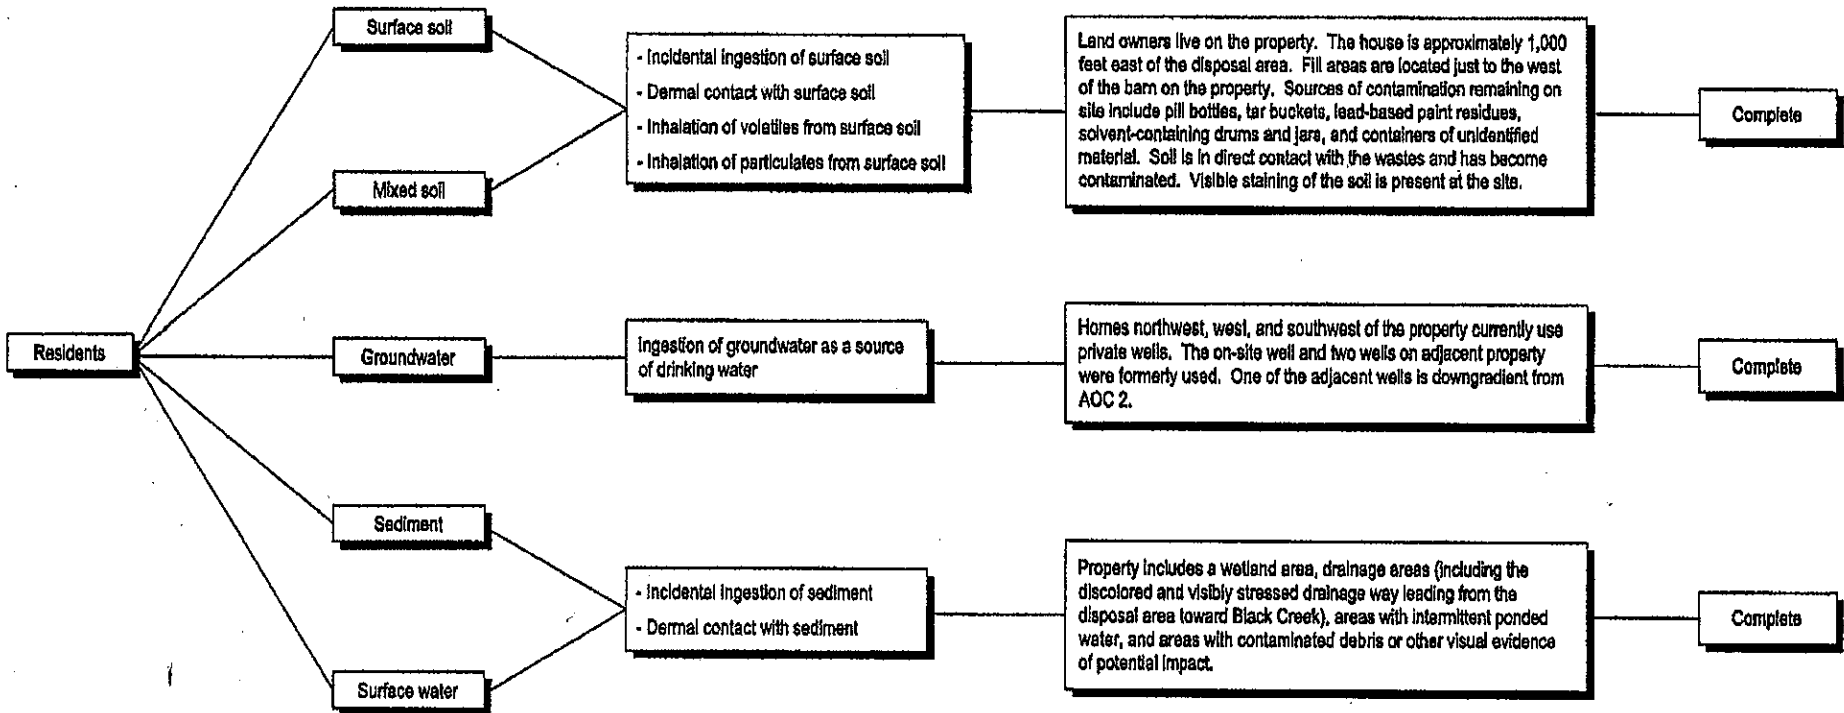 Residents
Surface soil
Mixed soil
Groundwater
Sediment
Surface water
- Incidental ingestion of surface soil
- Dermal contact with surface soil
- Inhalation of volatiles from surface soil
- Inhalation of particulates from surface soil
Ingestion of groundwater as a source
of drinking water
- Incidental ingestion of sediment
- Dermal contact with sediment
Land owners live on the property. The house is approximately 1,000
feet east of the disposal area. Fill areas are located just to the west
of the barn on the property. Sources of contamination remaining on
site include pill bottles, tar buckets, lead-based paint residues,
solvent-containing drums and jars, and containers of unidentified
material. Soil is in direct contact with the wastes and has become
contaminated. Visible staining of the soil is present at the site.
Homes northwest, west, and southwest of the property currently use
private wells. The on-site well and two wells on adjacent property
were formerly used. One of the adjacent wells is downgradient from
AOC 2.
Property includes a wetland area, drainage areas (including the
discolored and visibly stressed drainage way leading from the
disposal area toward Black Creek), areas with intermittent ponded
water, and areas with contaminated debris or other visual evidence
of potential impact.
Complete
Complete
Complete